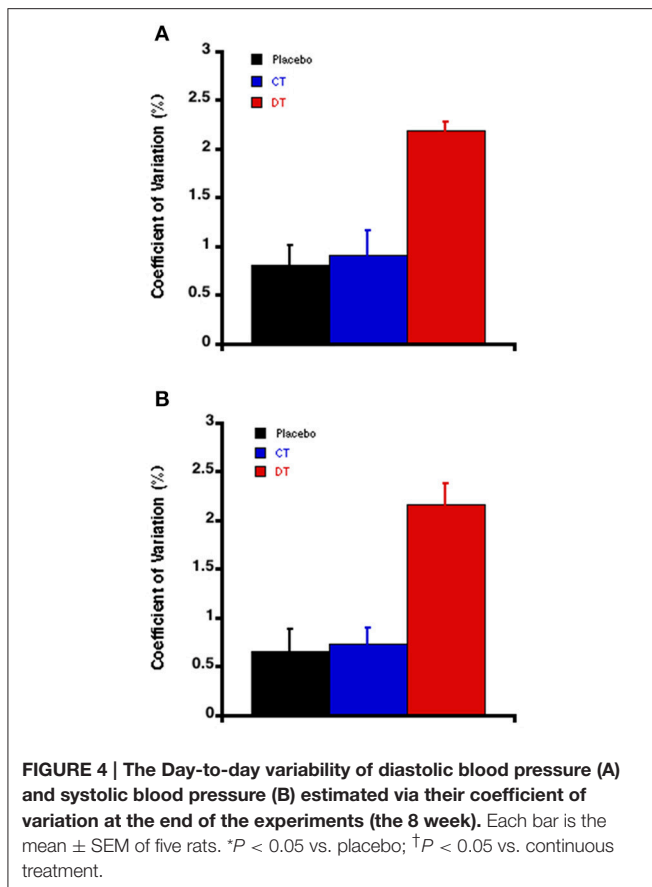 A
3
2.5
2
1.5
1
0.5
0
Coefficient of Variation (%)
Placebo
CT
DT
B
3
2.5
2
1.5
1
0.5
0
Coefficient of Variation (%)
Placebo
CT
DT
FIGURE 4 | The Day-to-day variability of diastolic blood pressure (A)
and systolic blood pressure (B) estimated via their coefficient of
variation at the end of the experiments (the 8 week). Each bar is the
mean ± SEM of five rats. *P < 0.05 vs. placebo; †P < 0.05 vs. continuous
treatment.